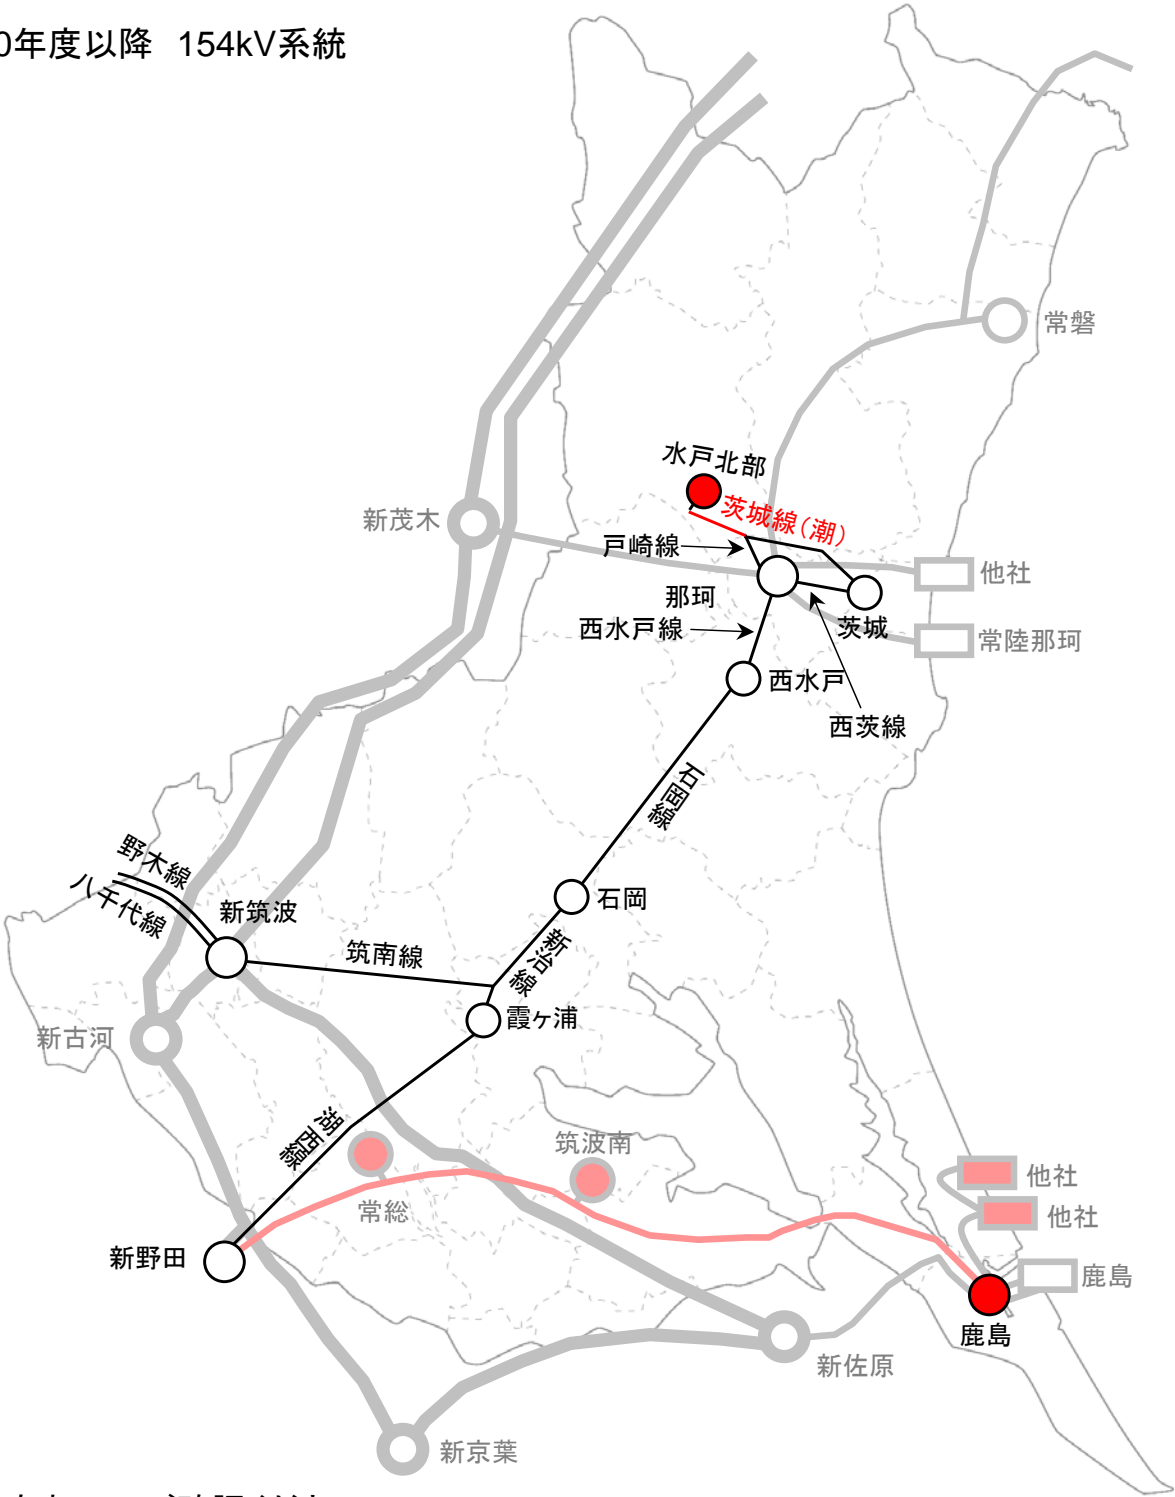 0年度以降 154kV系統
常磐
水戸北部
茨城線(潮)
新茂木
戸崎線
他社
那珂
茨城
西水戸線
常陸那珂
西水戸
西茨線
石岡線
野木線
八千代線
新筑波
石岡
筑南線
新治線
霞ヶ浦
新古河
湖西線
筑波南
常総
他社
他社
新野田
鹿島
鹿島
新佐原
新京葉